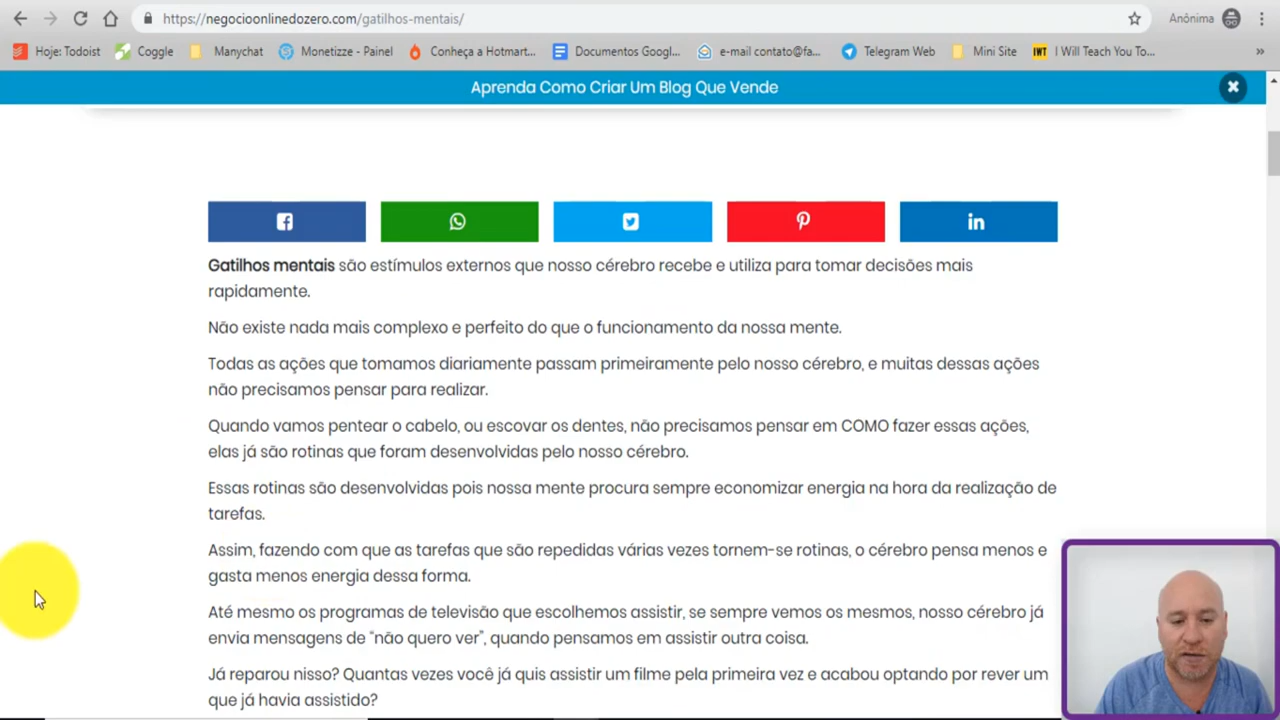 https://negocioonlinedozero.com/gatilhos-mentais/
Anônima
Hoje: Todoist
Coggle
Manychat
Monetizze - Painel
Conheça a Hotmart...
Documentos Googl...
e-mail contato@fa...
Telegram Web
Mini Site
IWT I Will Teach You To...
»
Aprenda Como Criar Um Blog Que Vende
Gatilhos mentais são estímulos externos que nosso cérebro recebe e utiliza para tomar decisões mais
rapidamente.
Não existe nada mais complexo e perfeito do que o funcionamento da nossa mente.
Todas as ações que tomamos diariamente passam primeiramente pelo nosso cérebro, e muitas dessas ações
não precisamos pensar para realizar.
Quando vamos pentear o cabelo, ou escovar os dentes, não precisamos pensar em COMO fazer essas ações,
elas já são rotinas que foram desenvolvidas pelo nosso cérebro.
Essas rotinas são desenvolvidas pois nossa mente procura sempre economizar energia na hora da realização de
tarefas.
Assim, fazendo com que as tarefas que são repedidas várias vezes tornem-se rotinas, o cérebro pensa menos e
gasta menos energia dessa forma.
Até mesmo os programas de televisão que escolhemos assistir, se sempre vemos os mesmos, nosso cérebro já
envia mensagens de “não quero ver”, quando pensamos em assistir outra coisa.
Já reparou nisso? Quantas vezes você já quis assistir um filme pela primeira vez e acabou optando por rever um
que já havia assistido?